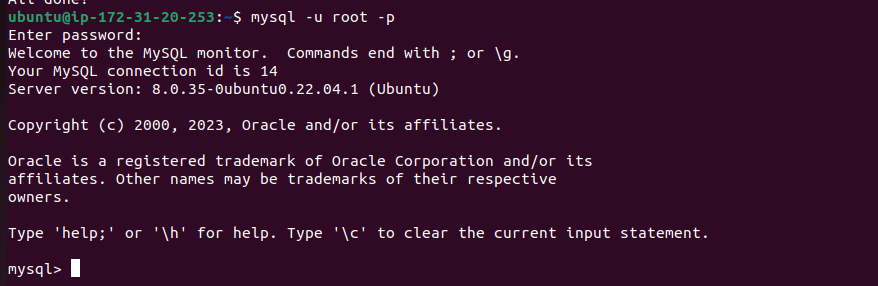 All done!
ubuntu@ip-172-31-20-253:~$ mysql -u root -p
Enter password:
Welcome to the MySQL monitor.  Commands end with ; or \g.
Your MySQL connection id is 14
Server version: 8.0.35-0ubuntu0.22.04.1 (Ubuntu)
Copyright (c) 2000, 2023, Oracle and/or its affiliates.
Oracle is a registered trademark of Oracle Corporation and/or its
affiliates. Other names may be trademarks of their respective
owners.
Type 'help;' or '\h' for help. Type '\c' to clear the current input statement.
mysql>